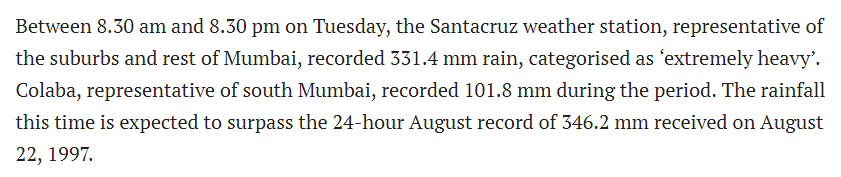 Between 8.30 am and 8.30 pm on Tuesday, the Santacruz weather station, representative of
the suburbs and rest of Mumbai, recorded 331.4 mm rain, categorised as ‘extremely heavy’.
Colaba, representative of south Mumbai, recorded 101.8 mm during the period. The rainfall
this time is expected to surpass the 24-hour August record of 346.2 mm received on August
22, 1997.